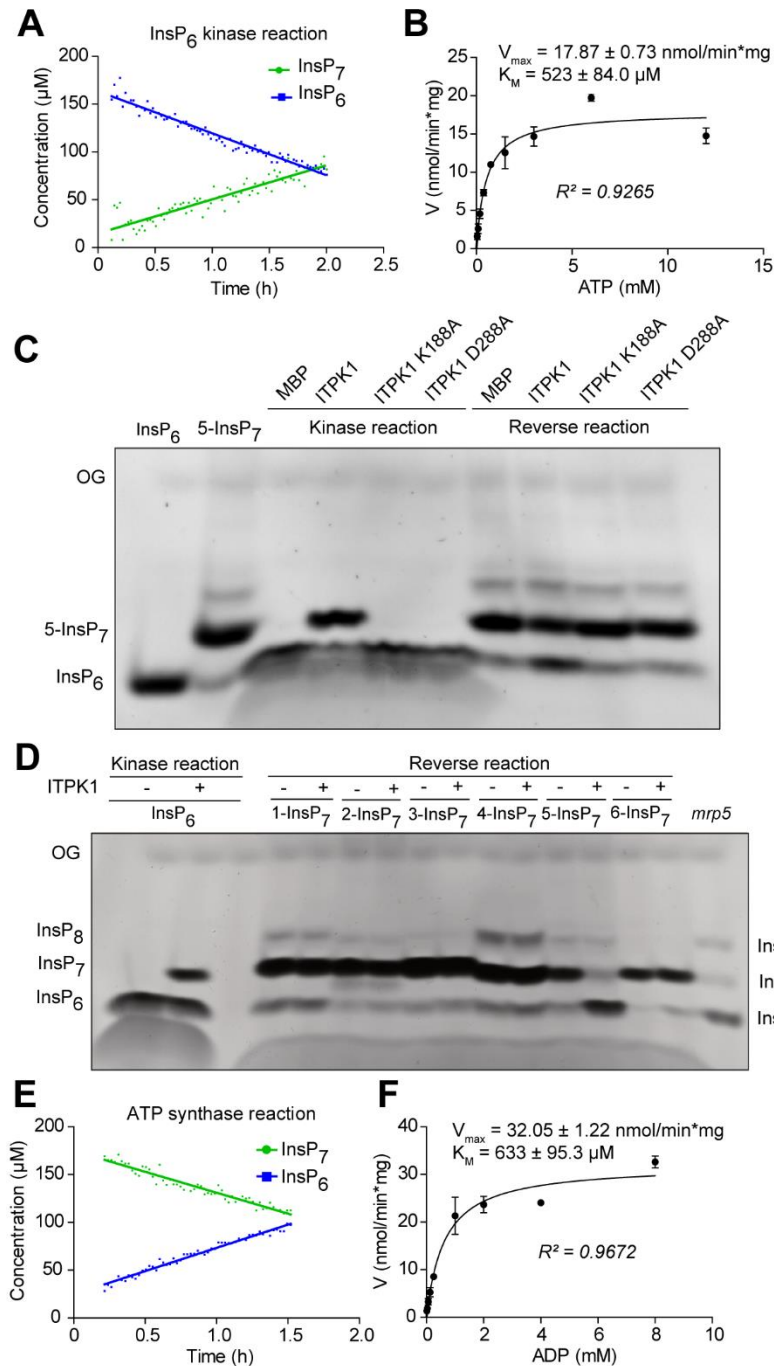 A
InsP6 kinase reaction
InsP7
InsP6
Concentration (µM)
200
150
100
50
0
0.0 0.5 1.0 1.5 2.0 2.5
Time (h)
B
Vmax = 17.87 ± 0.73 nmol/min*mg
KM = 523 ± 84.0 µM
V (nmol/min*mg)
25
20
15
10
5
0
R² = 0.9265
0 5 10 15
ATP (mM)
C
MBP ITPK1 ITPK1 K188A ITPK1 D288A MBP ITPK1 ITPK1 K188A ITPK1 D288A
InsP6 5-InsP7 Kinase reaction Reverse reaction
OG
5-InsP7
InsP6
D
Kinase reaction Reverse reaction
ITPK1 - + - + - + - + - + - + - +
InsP6 1-InsP7 2-InsP7 3-InsP7 4-InsP7 5-InsP7 6-InsP7 mrp5
OG
InsP8 Ins
InsP7 In
InsP6 Ins
E
ATP synthase reaction
InsP7
InsP6
Concentration (µM)
200
150
100
50
0
0.0 0.5 1.0 1.5 2.0
Time (h)
F
Vmax = 32.05 ± 1.22 nmol/min*mg
KM = 633 ± 95.3 µM
V (nmol/min*mg)
40
30
20
10
0
R² = 0.9672
0 2 4 6 8 10
ADP (mM)